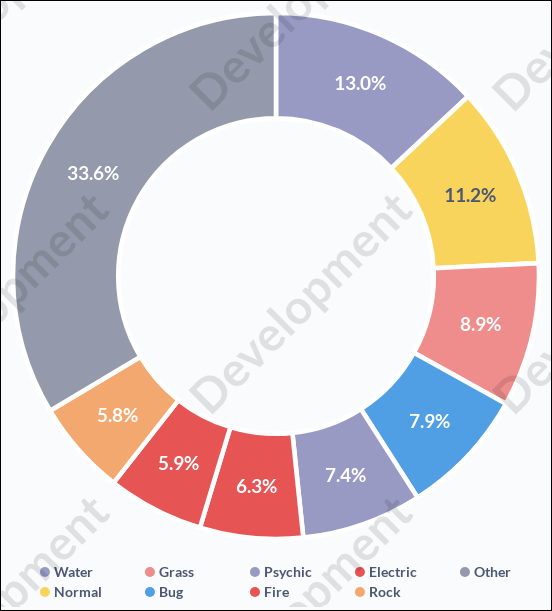 13.0%
11.2%
8.9%
7.9%
7.4%
6.3%
5.9%
5.8%
33.6%
Development
Development
Development
Development
Development
Water Grass Psychic Electric Other
Normal Bug Fire Rock